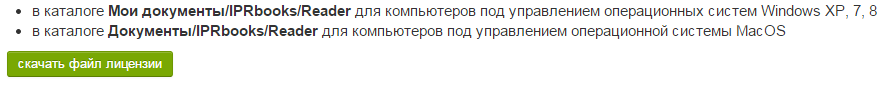 • в каталоге Мои документы/IPRbooks/Reader для компьютеров под управлением операционных систем Windows XP, 7, 8
• в каталоге Документы/IPRbooks/Reader для компьютеров под управлением операционной системы MacOS
скачать файл лицензии